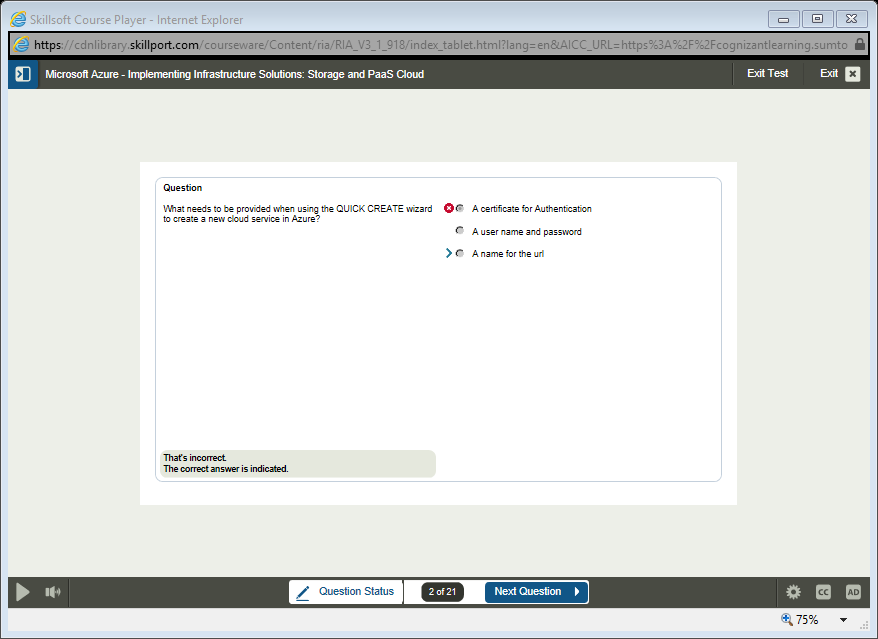 Skillsoft Course Player - Internet Explorer
https://cdnlibrary.skillport.com/courseware/Content/ria/RIA_V3_1_918/index_tablet.html?lang=en&AICC_URL=https%3A%2F%2Fcognizantlearning.sumto
Microsoft Azure - Implementing Infrastructure Solutions: Storage and PaaS Cloud
Exit Test
Exit
Question
What needs to be provided when using the QUICK CREATE wizard
to create a new cloud service in Azure?
A certificate for Authentication
A user name and password
A name for the url
That's incorrect.
The correct answer is indicated.
Question Status
2 of 21
Next Question
CC
AD
75%